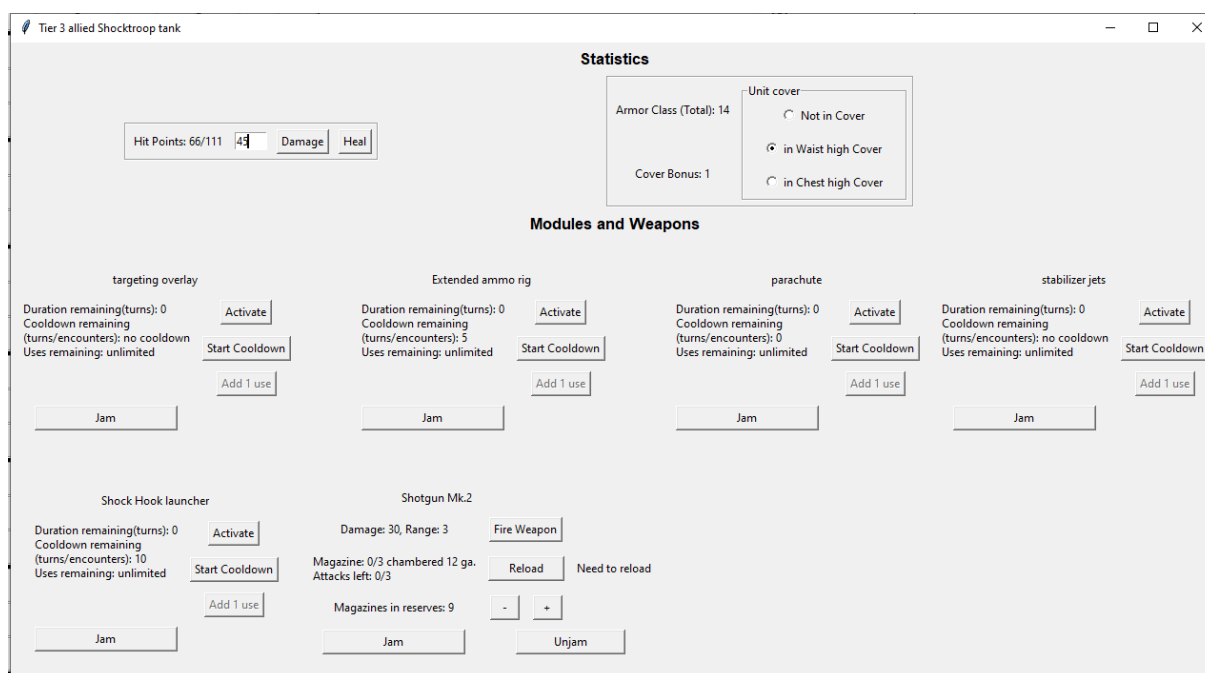 Tier 3 allied Shocktroop tank
Statistics
Hit Points: 66/111 45 Damage Heal
Armor Class (Total): 14
Cover Bonus: 1
Unit cover
Not in Cover
in Waist high Cover
in Chest high Cover
Modules and Weapons
targeting overlay
Duration remaining(turns): 0
Cooldown remaining
(turns/encounters): no cooldown
Uses remaining: unlimited
Activate
Start Cooldown
Add 1 use
Jam
Extended ammo rig
Duration remaining(turns): 0
Cooldown remaining
(turns/encounters): 5
Uses remaining: unlimited
Activate
Start Cooldown
Add 1 use
Jam
parachute
Duration remaining(turns): 0
Cooldown remaining
(turns/encounters): 0
Uses remaining: unlimited
Activate
Start Cooldown
Add 1 use
Jam
stabilizer jets
Duration remaining(turns): 0
Cooldown remaining
(turns/encounters): no cooldown
Uses remaining: unlimited
Activate
Start Cooldown
Add 1 use
Jam
Shock Hook launcher
Duration remaining(turns): 0
Cooldown remaining
(turns/encounters): 10
Uses remaining: unlimited
Activate
Start Cooldown
Add 1 use
Jam
Shotgun Mk.2
Damage: 30, Range: 3
Fire Weapon
Magazine: 0/3 chambered 12 ga.
Attacks left: 0/3
Reload
Need to reload
Magazines in reserves: 9
- +
Jam
Unjam